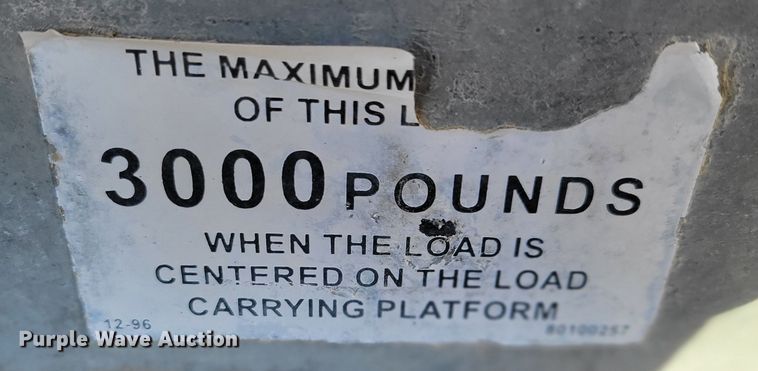 THE MAXIMUM
OF THIS L
3000 POUNDS
WHEN THE LOAD IS
CENTERED ON THE LOAD
CARRYING PLATFORM
12-96 80100257
Purple Wave Auction